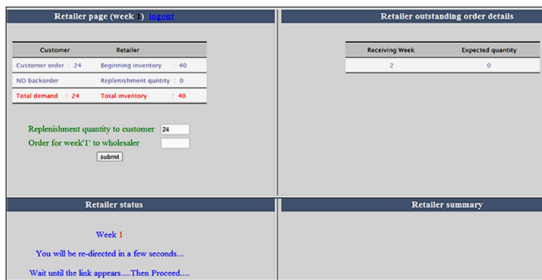 Retailer page (week 1) logout
Customer Retailer
Customer order : 24 Beginning inventory : 40
NO backorder Replenishment quntity : 0
Total demand : 24 Total inventory : 40
Replenishment quantity to customer 24
Order for week'1' to wholesaler
submit
Retailer outstanding order details
Receiving Week Expected quantity
2 0
Retailer status
Week 1
You will be re-directed in a few seconds...
Wait until the link appears....Then Proceed....
Retailer summary